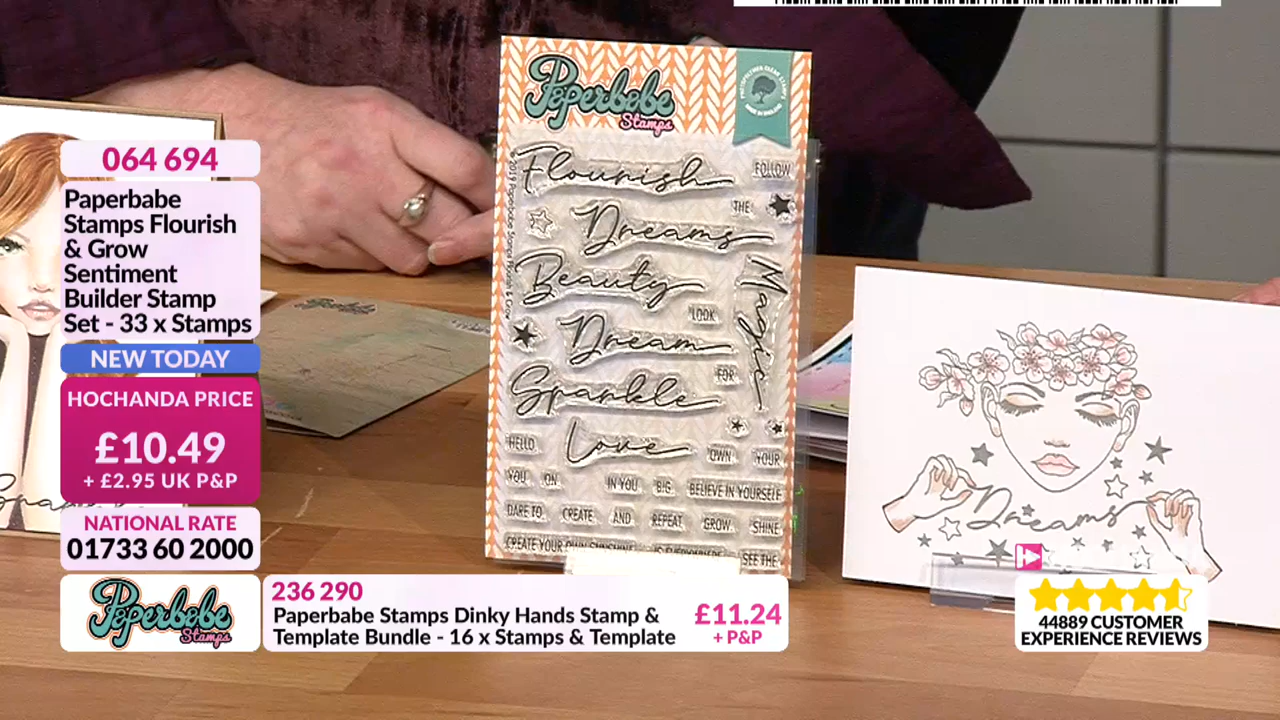 064 694
Paperbabe
Stamps Flourish
& Grow
Sentiment
Builder Stamp
Set - 33 x Stamps
NEW TODAY
HOCHANDA PRICE
£10.49
+ £2.95 UK P&P
NATIONAL RATE
01733 60 2000
Paperbabe
Stamps
236 290
Paperbabe Stamps Dinky Hands Stamp &
Template Bundle - 16 x Stamps & Template
£11.24
+ P&P
44889 CUSTOMER
EXPERIENCE REVIEWS
Paperbabe
Stamps
Flourish
FOLLOW
THE
Dreams
Beauty
Magic
LOOK
Dream
FOR
Sparkle
Love
HELLO
OWN YOUR
YOU ON IN YOU BIG BELIEVE IN YOURSELF
DARE TO CREATE AND REPEAT GROW SHINE
CREATE YOUR OWN SUNSHINE IS EVERYWHERE SEE THE
Dreams